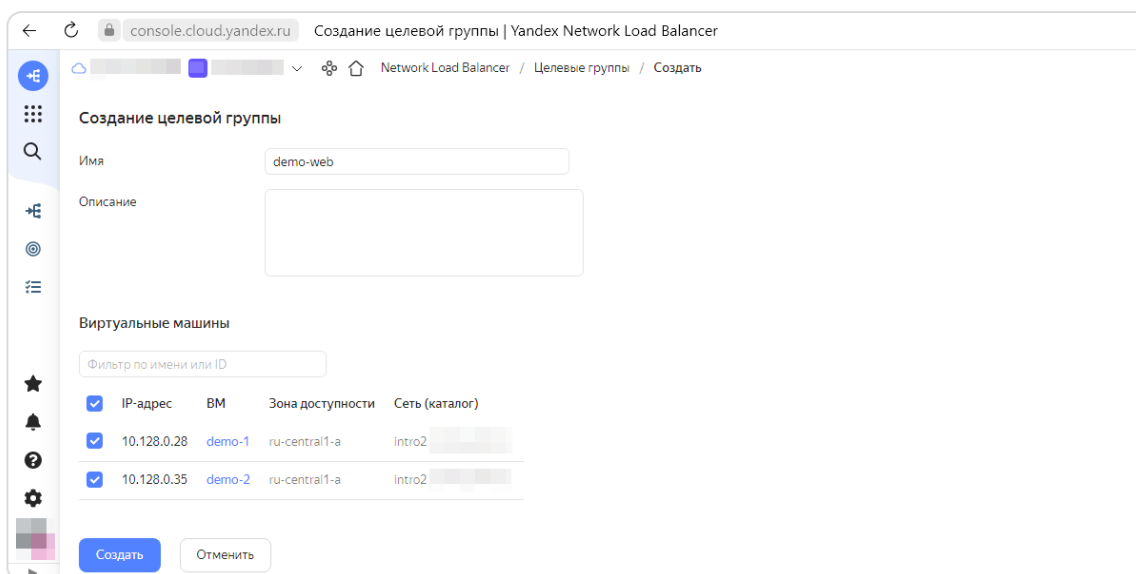 console.cloud.yandex.ru Создание целевой группы | Yandex Network Load Balancer
Network Load Balancer / Целевые группы / Создать
Создание целевой группы
Имя demo-web
Описание
Виртуальные машины
Фильтр по имени или ID
IP-адрес ВМ Зона доступности Сеть (каталог)
10.128.0.28 demo-1 ru-central1-a intro2
10.128.0.35 demo-2 ru-central1-a intro2
Создать Отменить